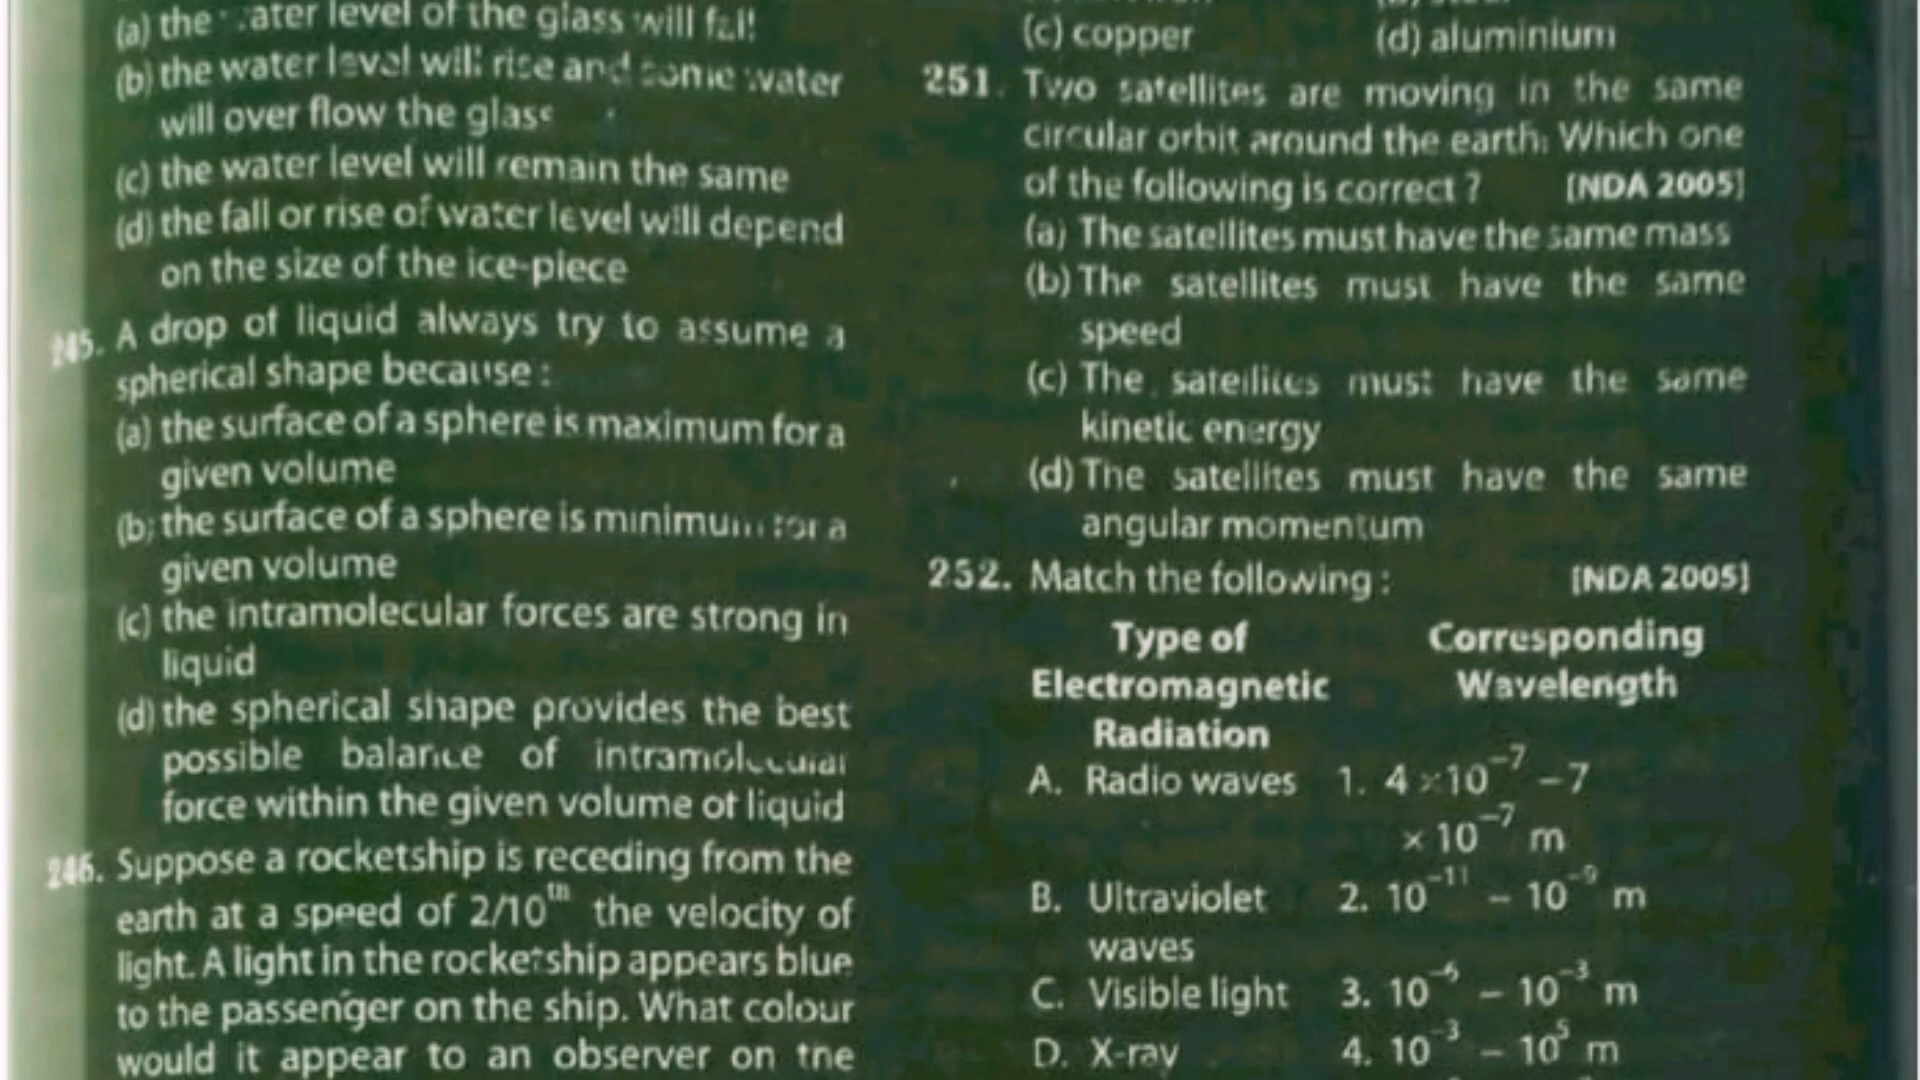 (a) the water level of the glass will fall
(b) the water level will rise and some water
will over flow the glass
(c) the water level will remain the same
(d) the fall or rise of water level will depend
on the size of the ice-piece
245. A drop of liquid always try to assume a
spherical shape because :
(a) the surface of a sphere is maximum for a
given volume
(b) the surface of a sphere is minimum for a
given volume
(c) the intramolecular forces are strong in
liquid
(d) the spherical shape provides the best
possible balance of intramolecular
force within the given volume of liquid
246. Suppose a rocketship is receding from the
earth at a speed of 2/10th the velocity of
light. A light in the rocketship appears blue
to the passenger on the ship. What colour
would it appear to an observer on the
(c) copper (d) aluminium
251. Two satellites are moving in the same
circular orbit around the earth. Which one
of the following is correct ? [NDA 2005]
(a) The satellites must have the same mass
(b) The satellites must have the same
speed
(c) The satellites must have the same
kinetic energy
(d) The satellites must have the same
angular momentum
252. Match the following : [NDA 2005]
Type of Corresponding
Electromagnetic Wavelength
Radiation
A. Radio waves 1. 4 × 10⁻⁷ – 7
× 10⁻⁷ m
B. Ultraviolet 2. 10⁻¹¹ – 10⁻⁹ m
waves
C. Visible light 3. 10⁻⁶ – 10⁻³ m
D. X-ray 4. 10⁻³ – 10⁵ m